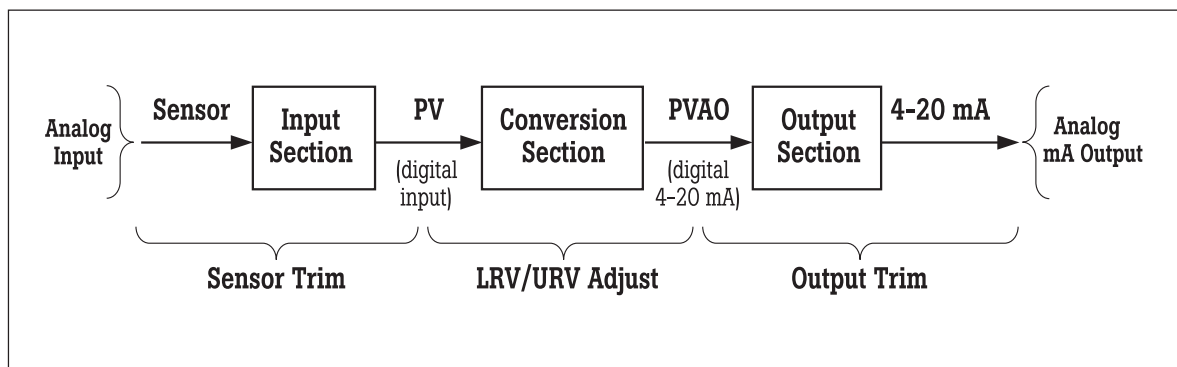 Analog
Input
Sensor
Input
Section
PV
(digital
input)
Conversion
Section
PVAO
(digital
4–20 mA)
Output
Section
4–20 mA
Analog
mA Output
Sensor Trim
LRV/URV Adjust
Output Trim